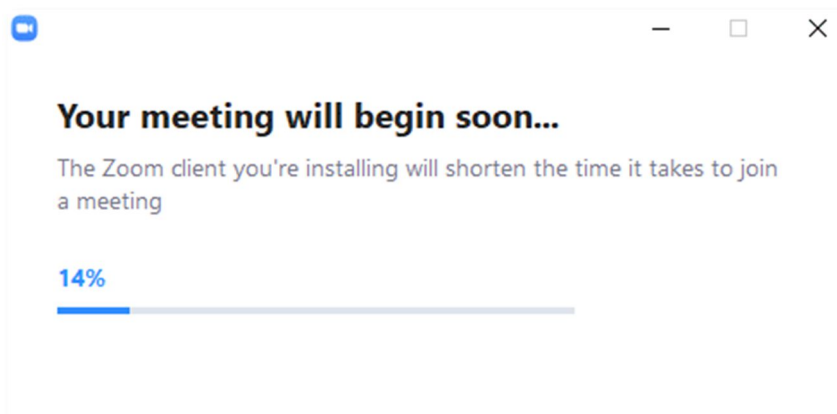 Your meeting will begin soon...
The Zoom client you're installing will shorten the time it takes to join
a meeting
14%